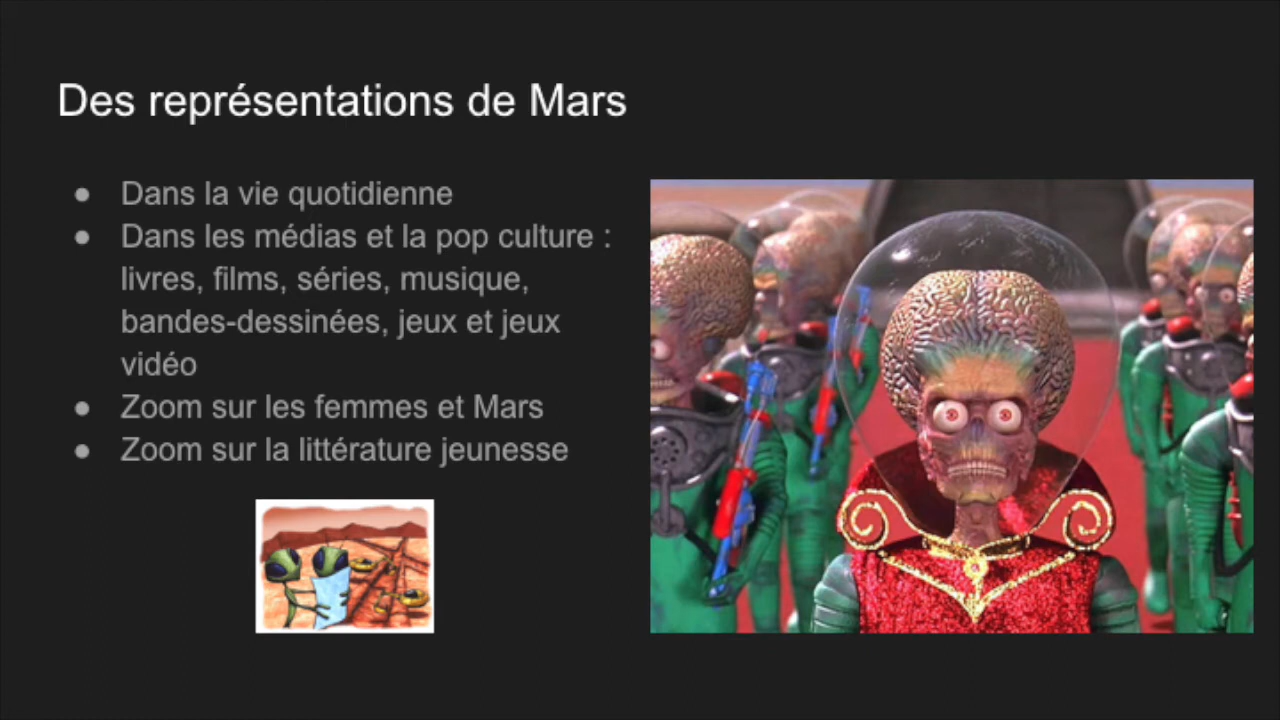 Des représentations de Mars
● Dans la vie quotidienne
● Dans les médias et la pop culture :
livres, films, séries, musique,
bandes-dessinées, jeux et jeux
vidéo
● Zoom sur les femmes et Mars
● Zoom sur la littérature jeunesse